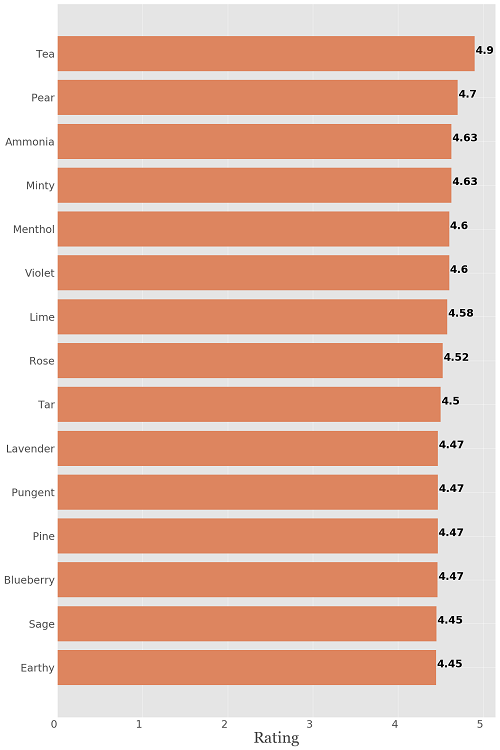 Tea 4.9
Pear 4.7
Ammonia 4.63
Minty 4.63
Menthol 4.6
Violet 4.6
Lime 4.58
Rose 4.52
Tar 4.5
Lavender 4.47
Pungent 4.47
Pine 4.47
Blueberry 4.47
Sage 4.45
Earthy 4.45
0 1 2 3 4 5
Rating